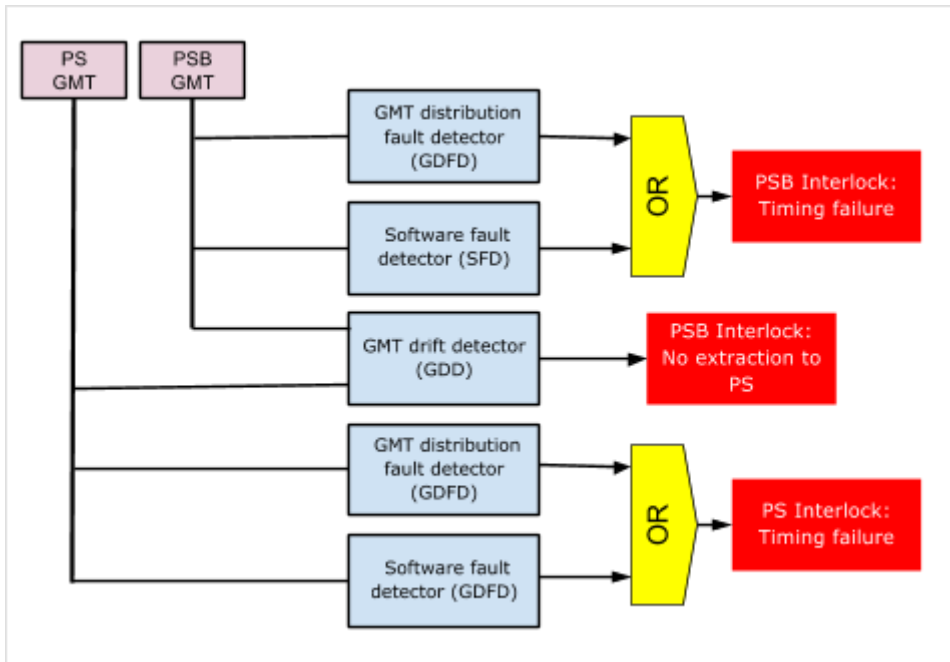 PS
GMT
PSB
GMT
GMT distribution
fault detector
(GDFD)
OR
PSB Interlock:
Timing failure
Software fault
detector (SFD)
GMT drift detector
(GDD)
PSB Interlock:
No extraction to
PS
GMT distribution
fault detector
(GDFD)
OR
PS Interlock:
Timing failure
Software fault
detector (GDFD)